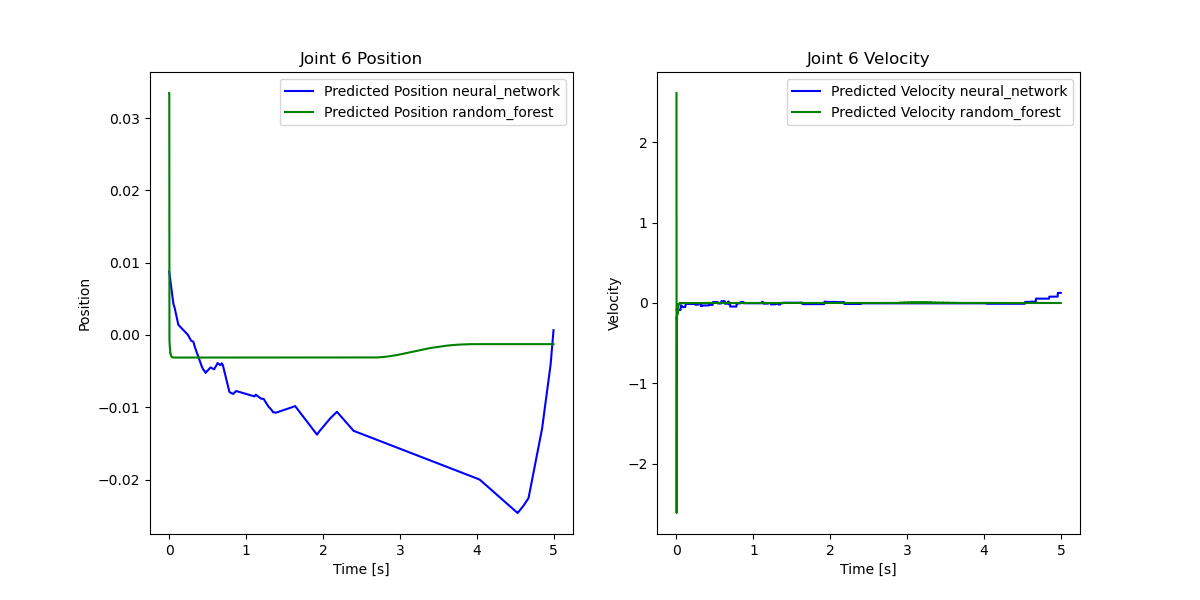 Joint 6 Position
Predicted Position neural_network
Predicted Position random_forest
0.03
0.02
0.01
0.00
−0.01
−0.02
Position
0 1 2 3 4 5
Time [s]
Joint 6 Velocity
Predicted Velocity neural_network
Predicted Velocity random_forest
2
1
0
−1
−2
Velocity
0 1 2 3 4 5
Time [s]